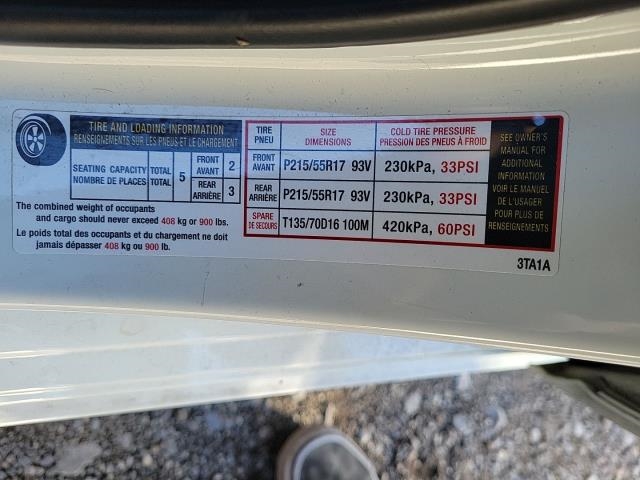 TIRE AND LOADING INFORMATION
RENSEIGNEMENTS SUR LES PNEUS ET LE CHARGEMENT
SEATING CAPACITY TOTAL 5 FRONT AVANT 2
NOMBRE DE PLACES TOTAL REAR ARRIÈRE 3
The combined weight of occupants
and cargo should never exceed 408 kg or 900 lbs.
Le poids total des occupants et du chargement ne doit
jamais dépasser 408 kg ou 900 lb.
TIRE PNEU SIZE DIMENSIONS COLD TIRE PRESSURE PRESSION DES PNEUS À FROID
FRONT AVANT P215/55R17 93V 230kPa, 33PSI
REAR ARRIÈRE P215/55R17 93V 230kPa, 33PSI
SPARE DE SECOURS T135/70D16 100M 420kPa, 60PSI
SEE OWNER'S
MANUAL FOR
ADDITIONAL
INFORMATION
VOIR LE MANUEL
DE L'USAGER
POUR PLUS DE
RENSEIGNEMENTS
3TA1A